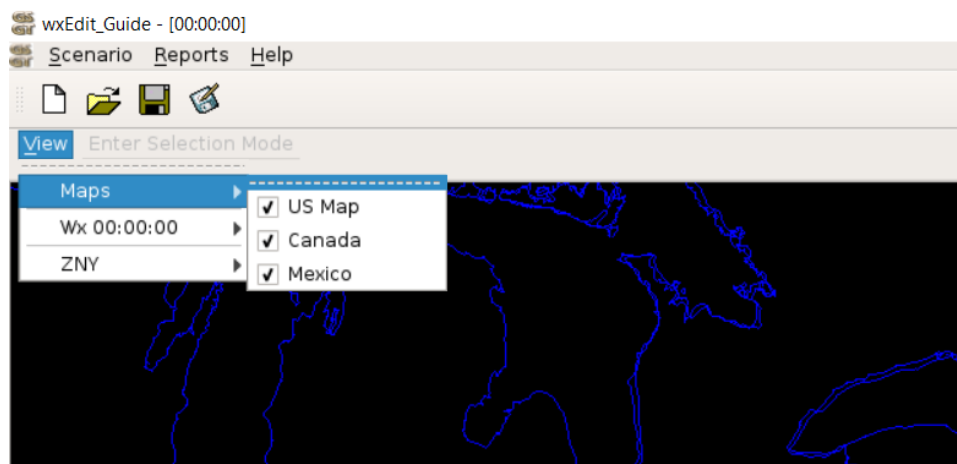 wxEdit_Guide - [00:00:00]
Scenario Reports Help
View Enter Selection Mode
Maps
US Map
Wx 00:00:00
Canada
ZNY
Mexico